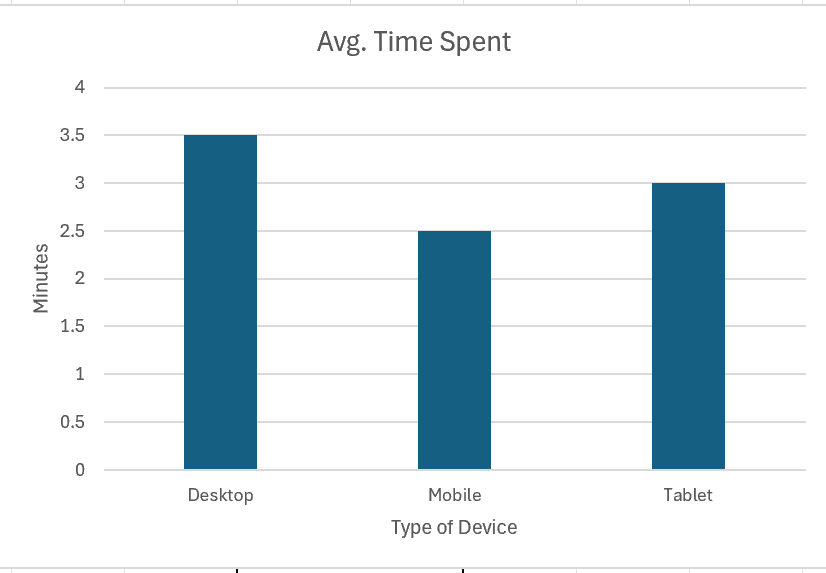 Avg. Time Spent
4
3.5
3
2.5
2
1.5
1
0.5
0
Minutes
Desktop Mobile Tablet
Type of Device